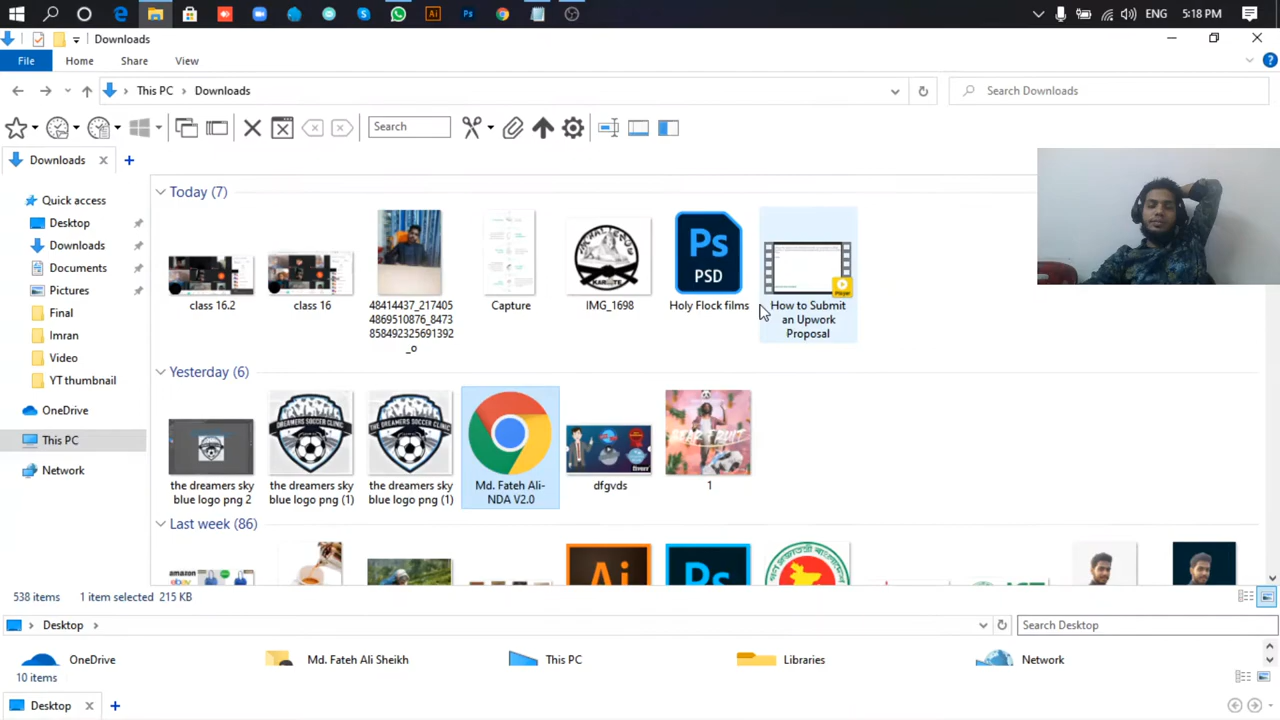 ENG 5:18 PM
Downloads
File Home Share View
This PC Downloads
Search Downloads
Search
Downloads
Quick access
Desktop
Downloads
Documents
Pictures
Final
Imran
Video
YT thumbnail
OneDrive
This PC
Network
Today (7)
class 16.2
class 16
48414437_217405
4869510876_8473
858492325691392
_o
Capture
IMG_1698
Ps
PSD
Holy Flock films
How to Submit
an Upwork
Proposal
Yesterday (6)
the dreamers sky
blue logo png 2
the dreamers sky
blue logo png (1)
the dreamers sky
blue logo png (1)
Md. Fateh Ali-
NDA V2.0
dfgvds
1
Last week (86)
amazon
ebay
Ai
Ps
538 items 1 item selected 215 KB
Desktop
Search Desktop
OneDrive
Md. Fateh Ali Sheikh
This PC
Libraries
Network
10 items
Desktop